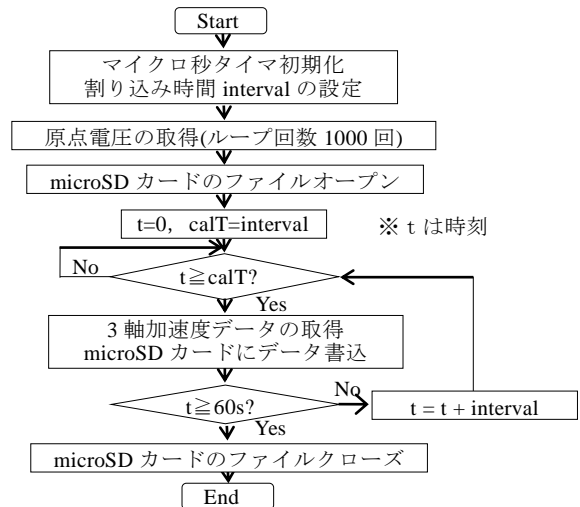 Start
マイクロ秒タイマ初期化
割り込み時間 interval の設定
原点電圧の取得(ループ回数 1000 回)
microSD カードのファイルオープン
t=0, calT=interval
※ t は時刻
No
t≧calT?
Yes
3 軸加速度データの取得
microSD カードにデータ書込
t≧60s?
No
t = t + interval
Yes
microSD カードのファイルクローズ
End